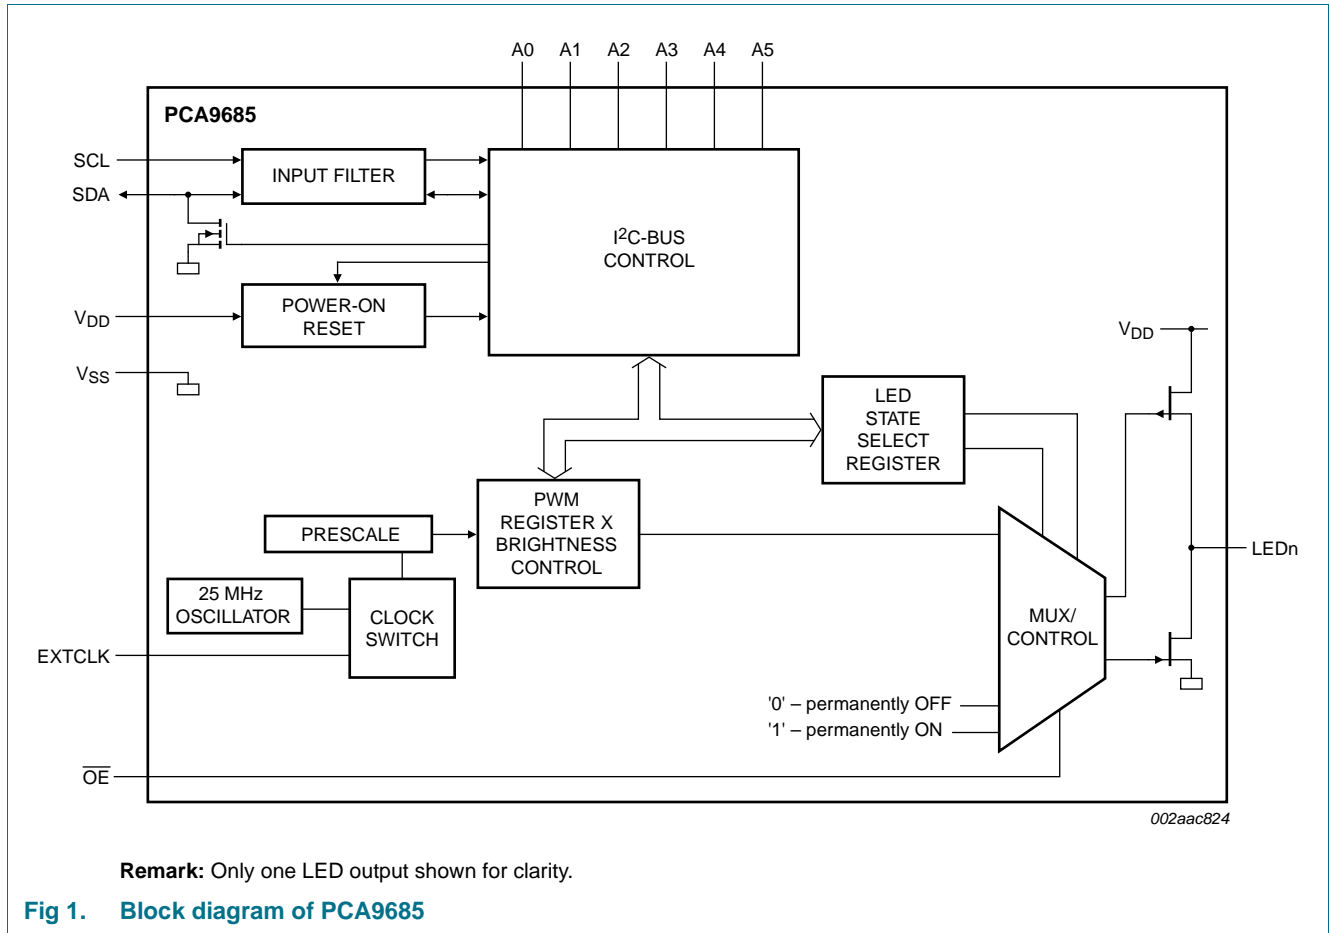 A0 A1 A2 A3 A4 A5
PCA9685
SCL
SDA
INPUT FILTER
I2C-BUS
CONTROL
POWER-ON
RESET
VDD
VSS
VDD
LED
STATE
SELECT
REGISTER
PWM
REGISTER X
BRIGHTNESS
CONTROL
PRESCALE
25 MHz
OSCILLATOR
CLOCK
SWITCH
EXTCLK
LEDn
MUX/
CONTROL
'0' – permanently OFF
'1' – permanently ON
OE
002aac824
Remark: Only one LED output shown for clarity.
Fig 1. Block diagram of PCA9685